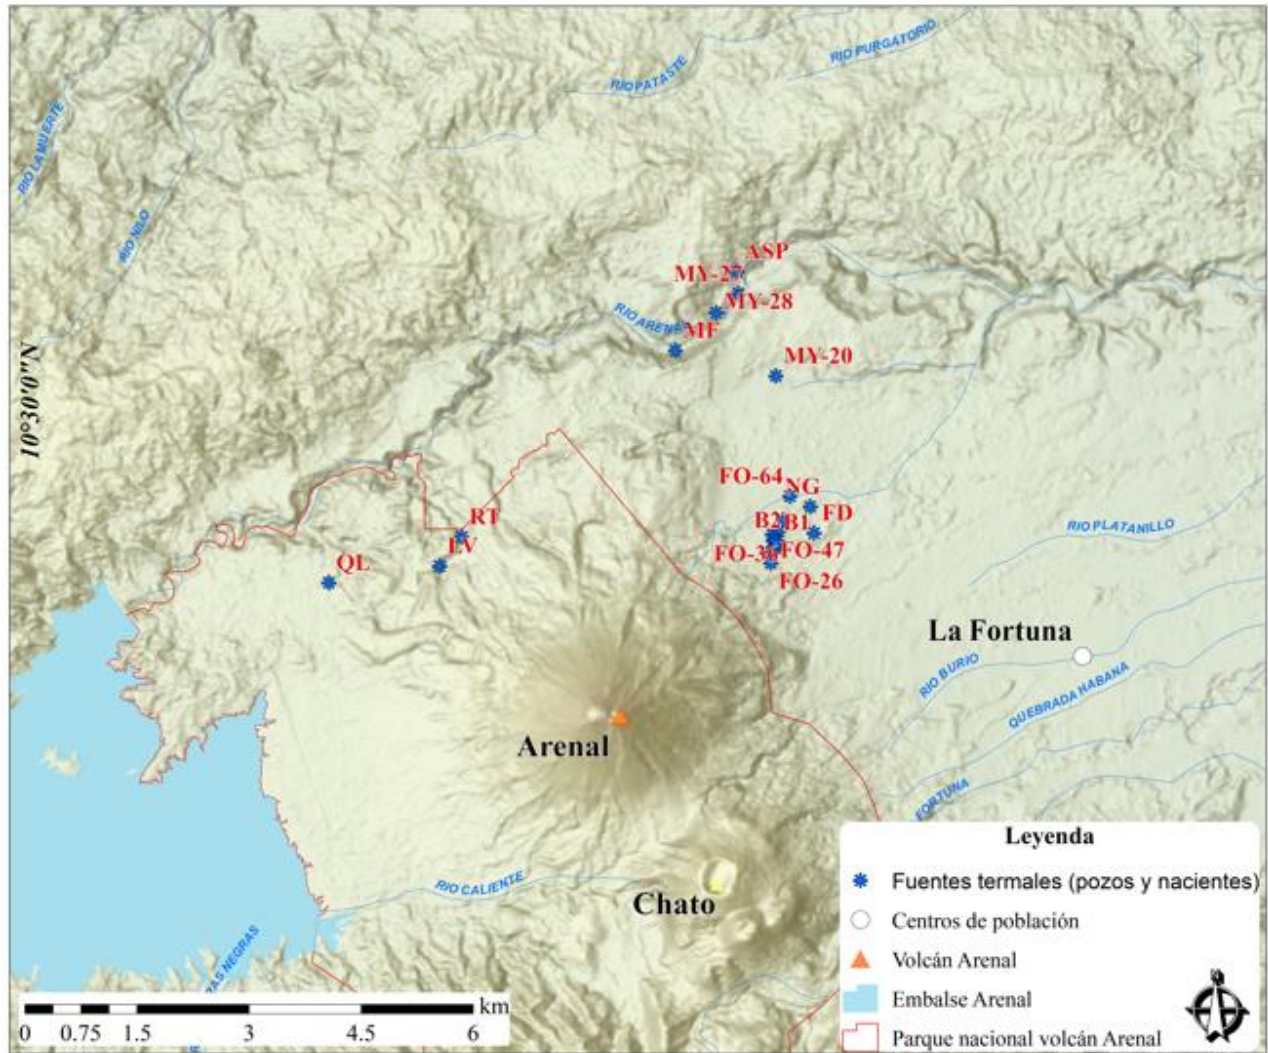 RIO PURGATORIO
RIO PATASTE
RIO LA MUERTE
RIO NILO
ASP
MY-27
MY-28
RIO ARENAL
MF
MY-20
10°30'0"N
FO-64
NG
FD
B2
B1
RIO PLATANILLO
RT
LV
FO-47
QL
FO-26
La Fortuna
RIO BURIO
QUEBRADA HABANA
Arenal
FORTUNA
RIO CALIENTE
Chato
PAS NEGRAS
Leyenda
Fuentes termales (pozos y nacientes)
Centros de población
Volcán Arenal
Embalse Arenal
Parque nacional volcán Arenal
km
0 0.75 1.5 3 4.5 6